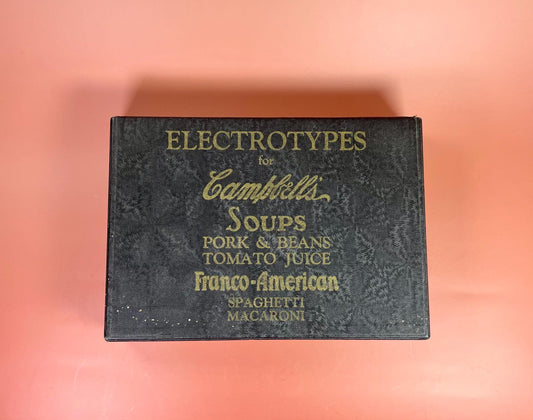 ELECTROTYPES
for
Campbell's
SOUPS
PORK & BEANS
TOMATO JUICE
Franco-American
SPAGHETTI
MACARONI